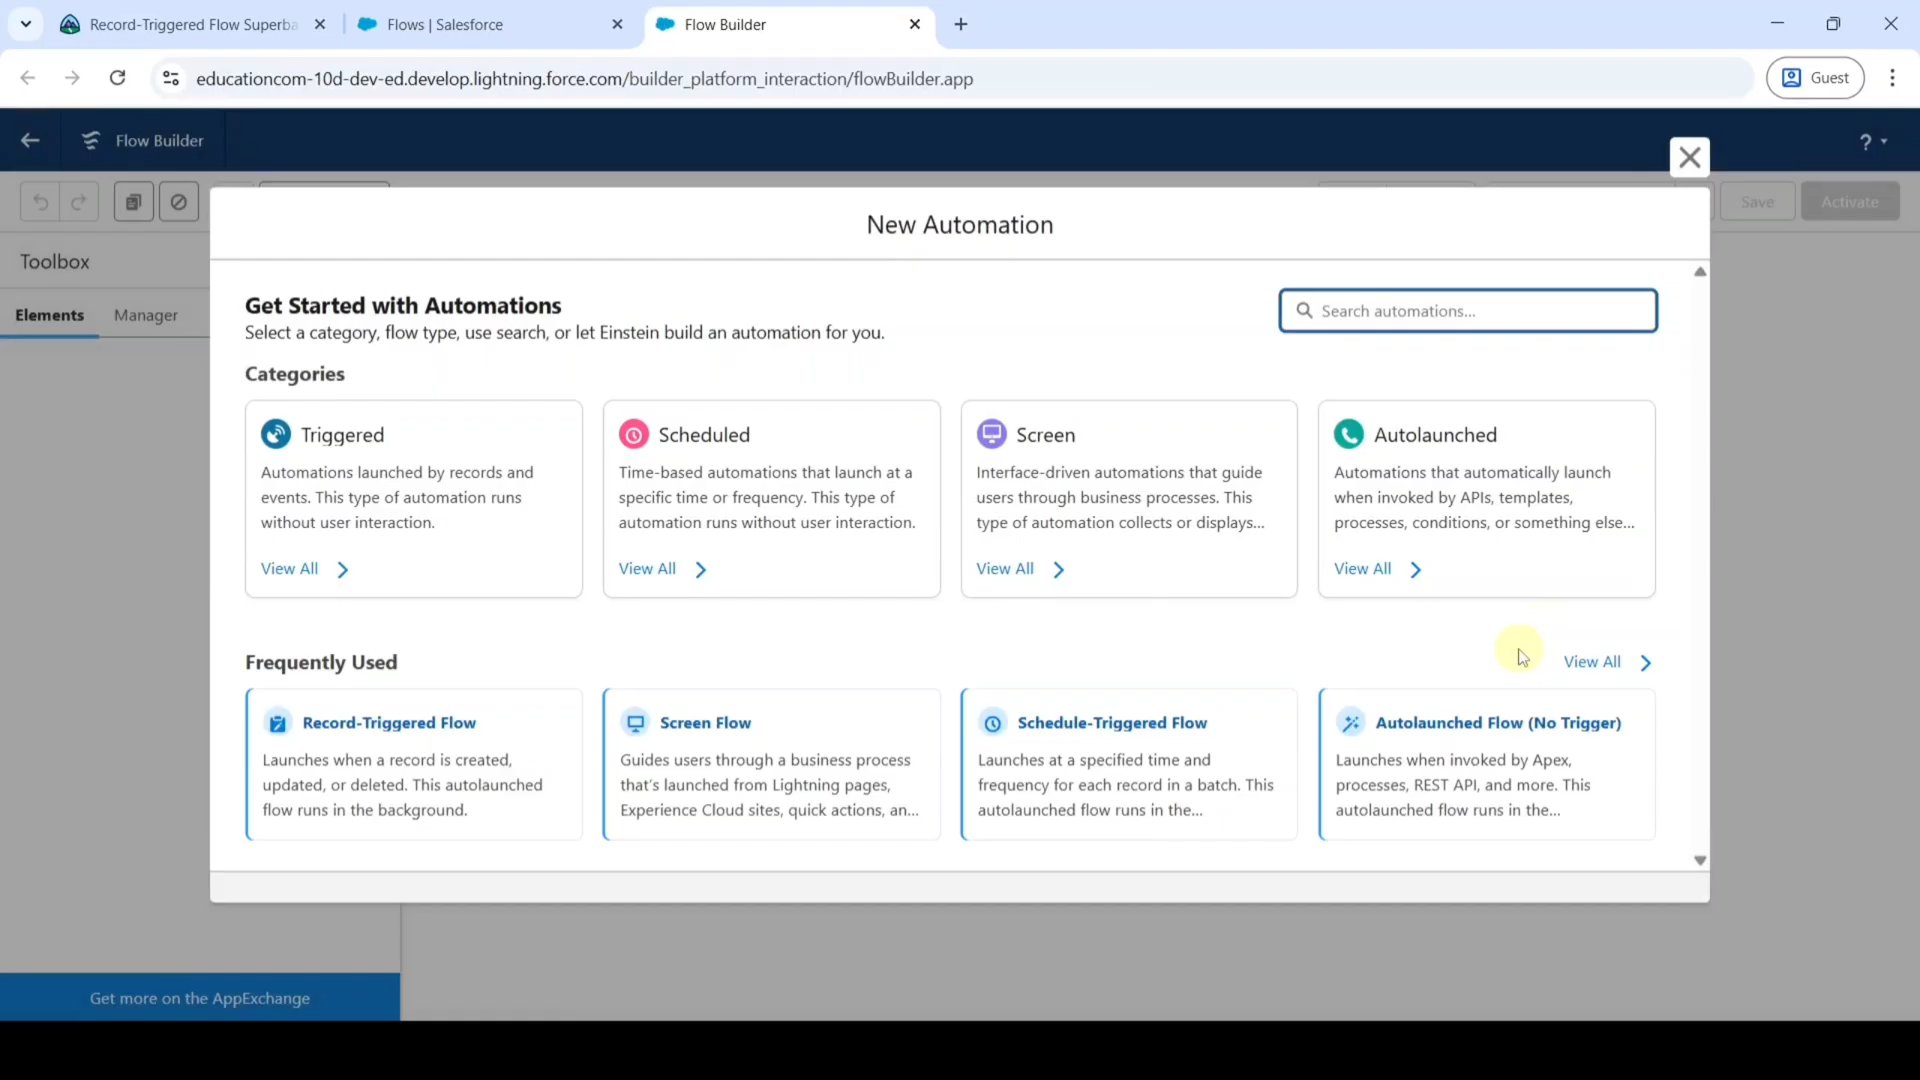 Record-Triggered Flow Superba
Flows | Salesforce
Flow Builder
educationcom-10d-dev-ed.develop.lightning.force.com/builder_platform_interaction/flowBuilder.app
Guest
Flow Builder
?
Save
Activate
Toolbox
Elements
Manager
New Automation
Get Started with Automations
Select a category, flow type, use search, or let Einstein build an automation for you.
Search automations...
Categories
Triggered
Automations launched by records and
events. This type of automation runs
without user interaction.
View All
Scheduled
Time-based automations that launch at a
specific time or frequency. This type of
automation runs without user interaction.
View All
Screen
Interface-driven automations that guide
users through business processes. This
type of automation collects or displays...
View All
Autolaunched
Automations that automatically launch
when invoked by APIs, templates,
processes, conditions, or something else...
View All
Frequently Used
View All
Record-Triggered Flow
Launches when a record is created,
updated, or deleted. This autolaunched
flow runs in the background.
Screen Flow
Guides users through a business process
that's launched from Lightning pages,
Experience Cloud sites, quick actions, an...
Schedule-Triggered Flow
Launches at a specified time and
frequency for each record in a batch. This
autolaunched flow runs in the...
Autolaunched Flow (No Trigger)
Launches when invoked by Apex,
processes, REST API, and more. This
autolaunched flow runs in the...
Get more on the AppExchange